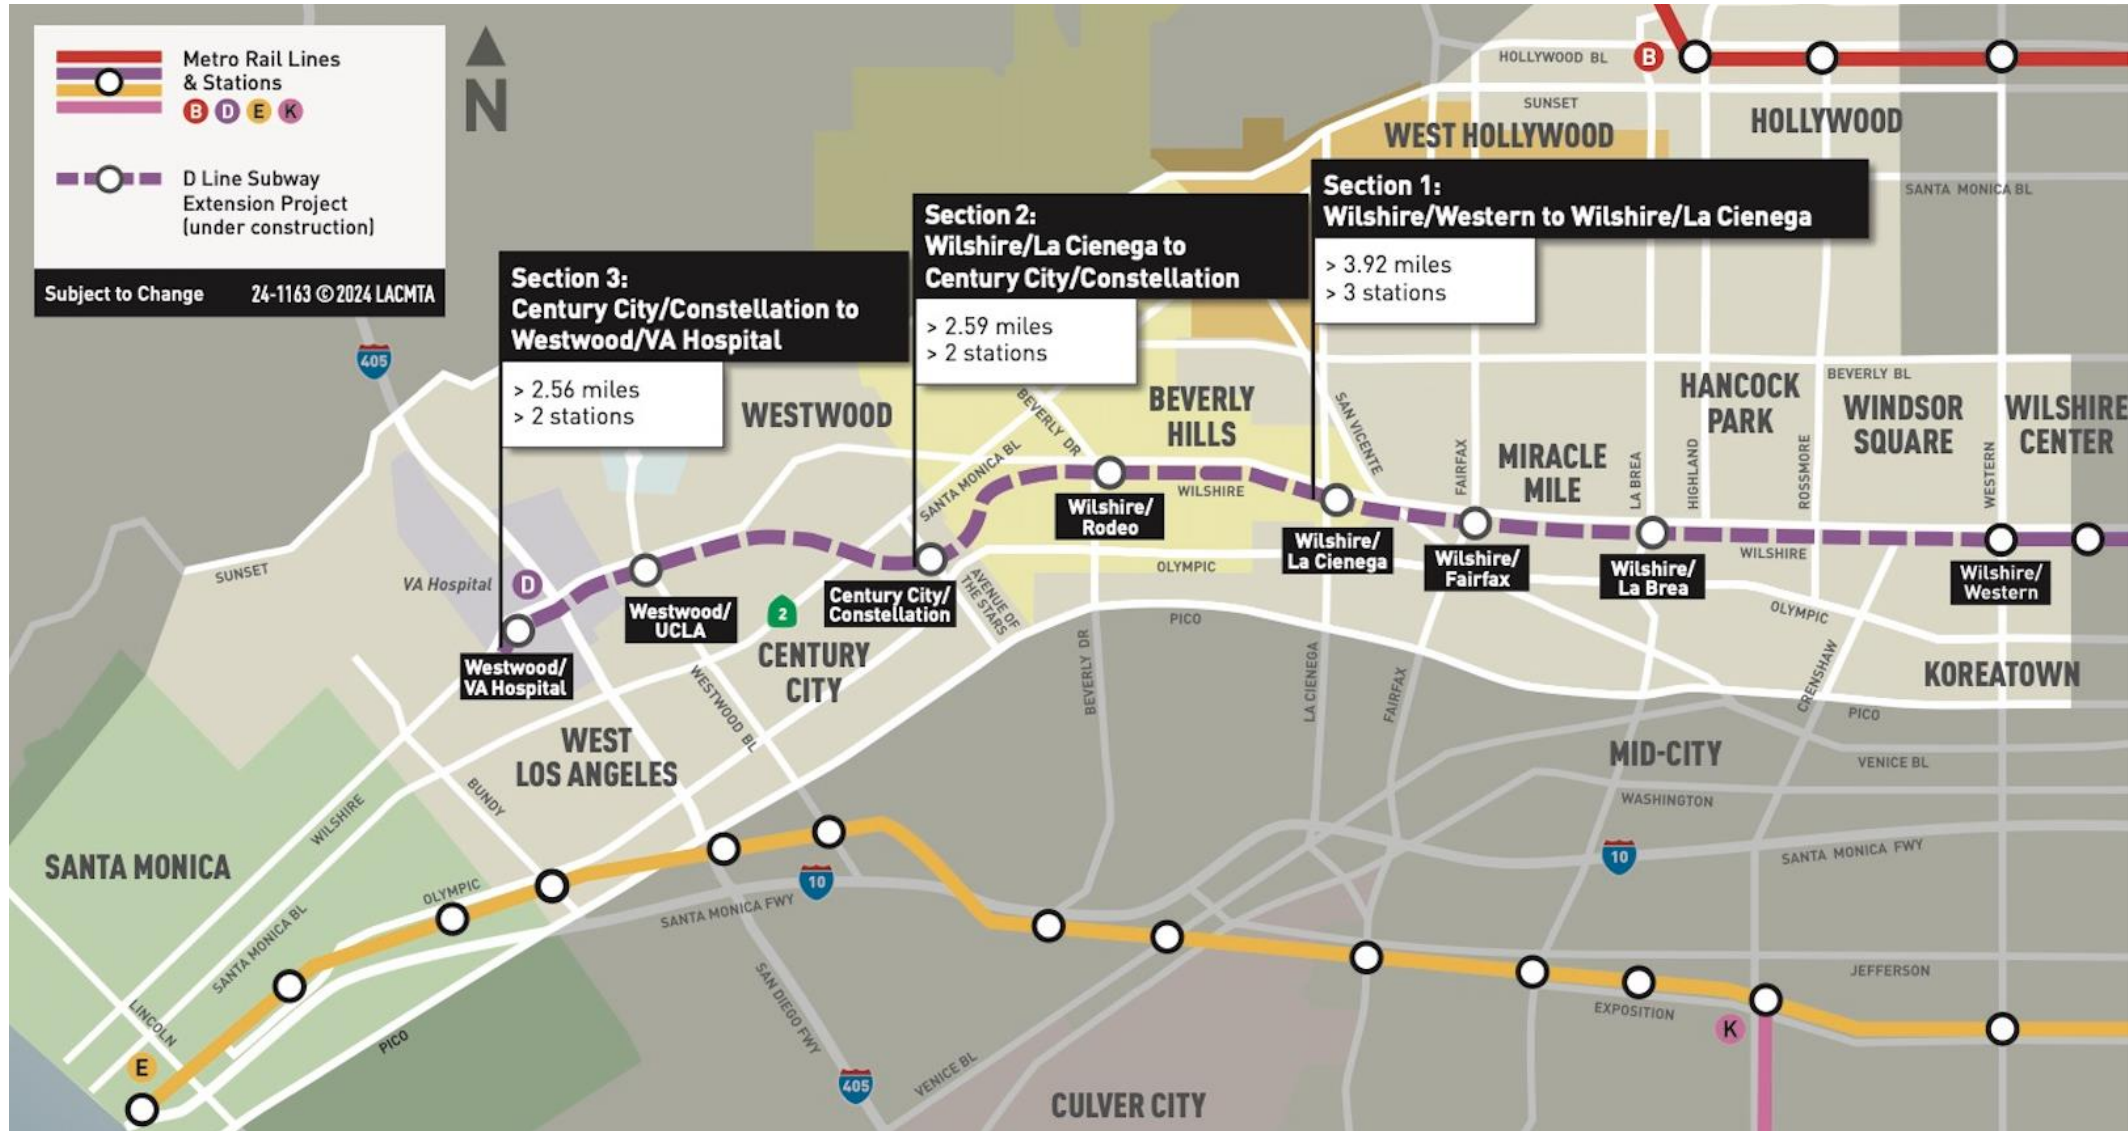 Metro Rail Lines
& Stations
B D E K
D Line Subway
Extension Project
(under construction)
Subject to Change 24-1163 © 2024 LACMTA
N
HOLLYWOOD BL
B
SUNSET
WEST HOLLYWOOD
HOLLYWOOD
SANTA MONICA BL
Section 1:
Wilshire/Western to Wilshire/La Cienega
> 3.92 miles
> 3 stations
Section 2:
Wilshire/La Cienega to
Century City/Constellation
> 2.59 miles
> 2 stations
Section 3:
Century City/Constellation to
Westwood/VA Hospital
> 2.56 miles
> 2 stations
405
WESTWOOD
BEVERLY DR
BEVERLY
HILLS
SAN VICENTE
FAIRFAX
MIRACLE
MILE
LA BREA
HIGHLAND
HANCOCK
PARK
ROSSMORE
BEVERLY BL
WINDSOR
SQUARE
WESTERN
WILSHIRE
CENTER
SANTA MONICA BL
WILSHIRE
Wilshire/
Rodeo
Wilshire/
La Cienega
Wilshire/
Fairfax
Wilshire/
La Brea
WILSHIRE
Wilshire/
Western
SUNSET
VA Hospital
D
Westwood/
VA Hospital
Westwood/
UCLA
2
Century City/
Constellation
AVENUE OF
THE STARS
OLYMPIC
OLYMPIC
PICO
CENTURY
CITY
WESTWOOD BL
BEVERLY DR
LA CIENEGA
FAIRFAX
CRENSHAW
KOREATOWN
PICO
WEST
LOS ANGELES
BUNDY
MID-CITY
VENICE BL
WASHINGTON
WILSHIRE
SANTA MONICA
OLYMPIC
10
SANTA MONICA FWY
10
SANTA MONICA FWY
SANTA MONICA BL
LINCOLN
PICO
E
SAN DIEGO FWY
405
VENICE BL
CULVER CITY
JEFFERSON
EXPOSITION
K